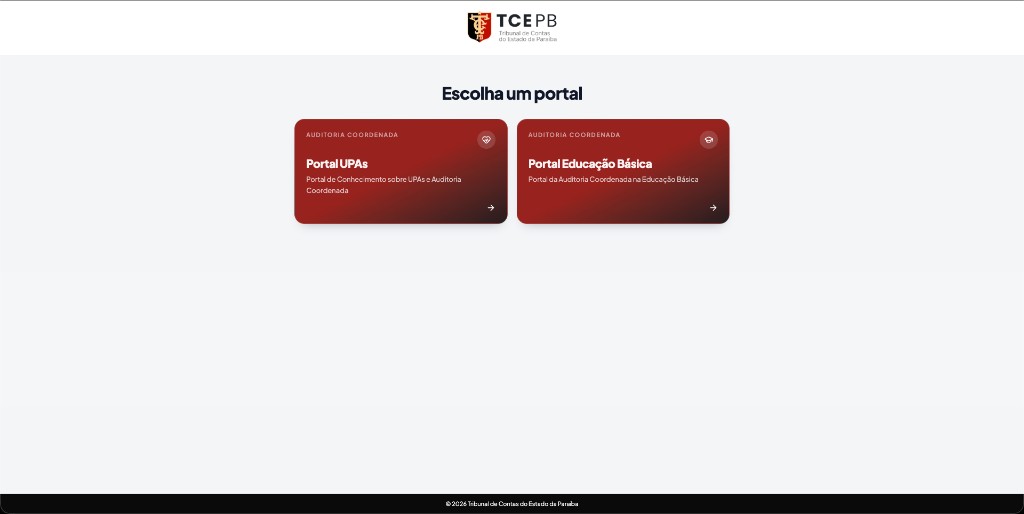 TCEPB
Tribunal de Contas
do Estado da Paraíba
Escolha um portal
AUDITORIA COORDENADA
Portal UPAs
Portal de Conhecimento sobre UPAs e Auditoria
Coordenada
AUDITORIA COORDENADA
Portal Educação Básica
Portal da Auditoria Coordenada na Educação Básica
© 2026 Tribunal de Contas do Estado da Paraíba